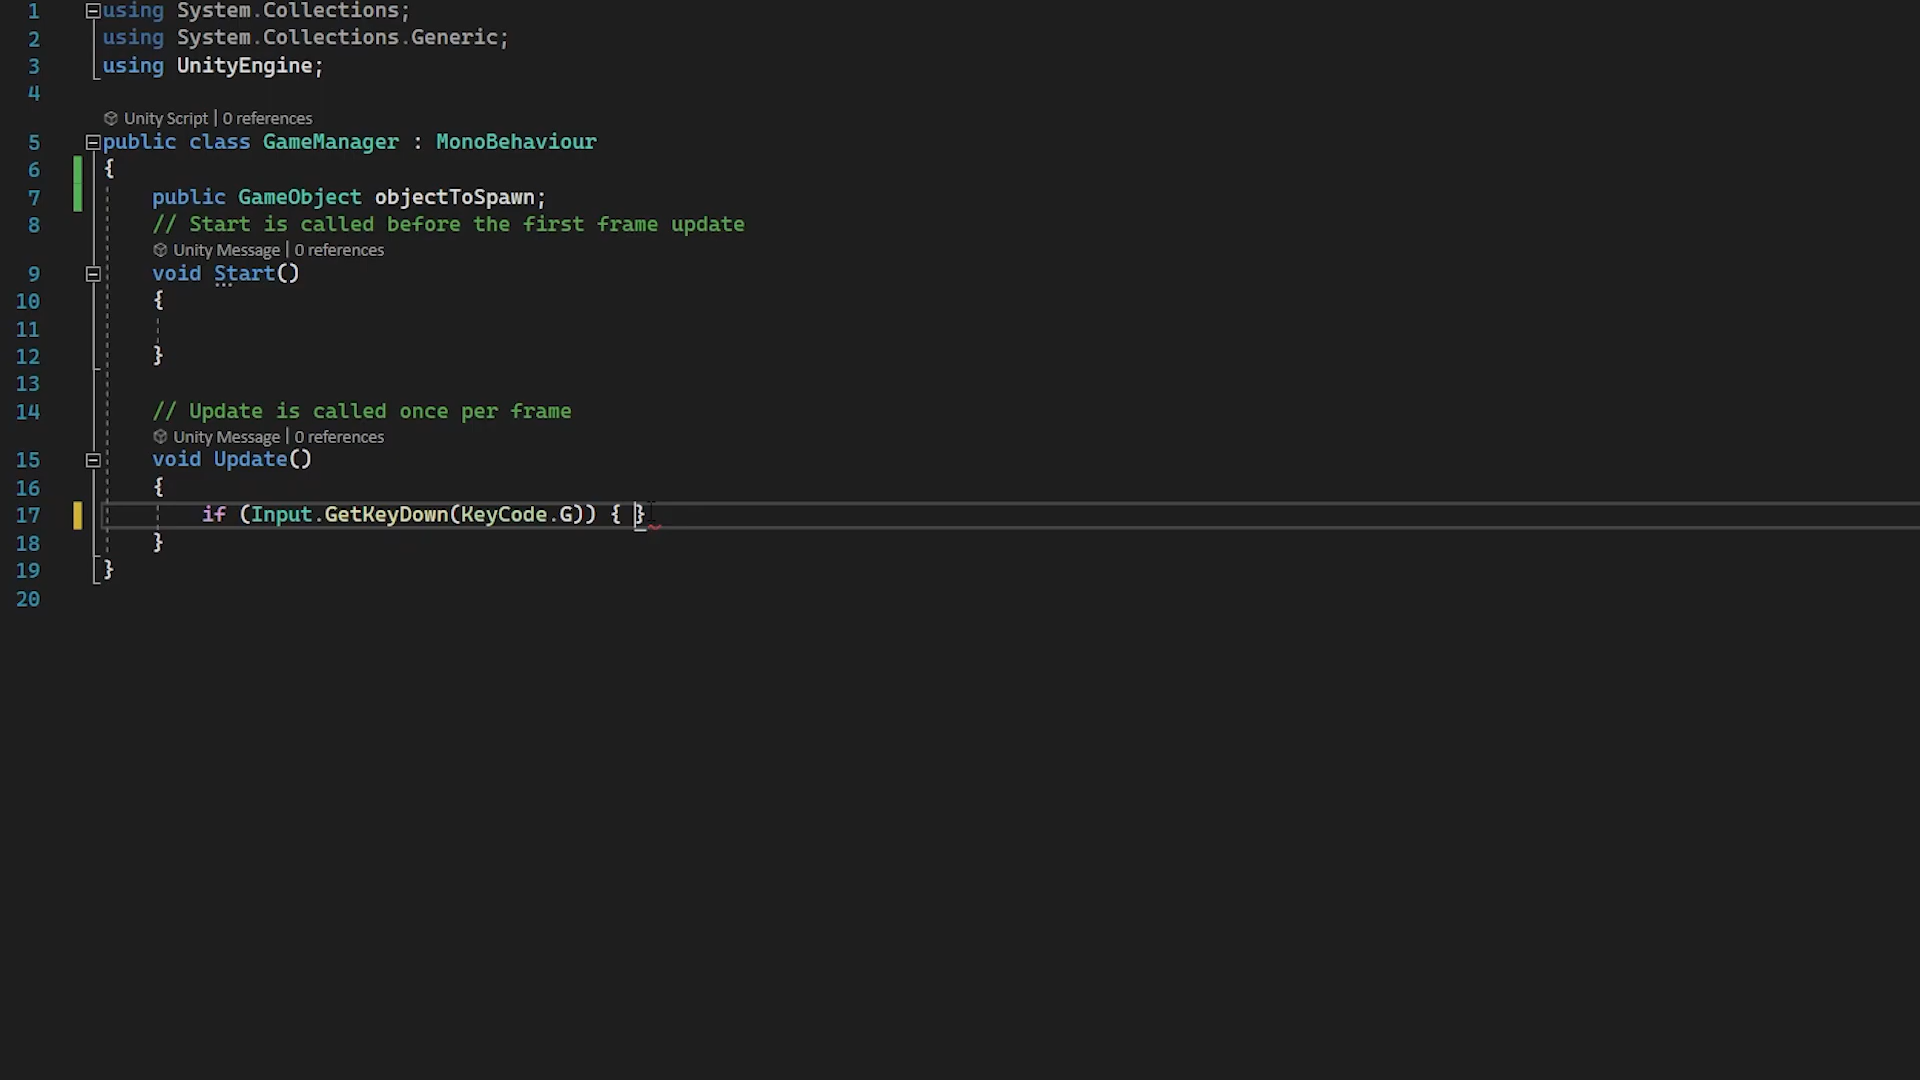 1 using System.Collections;
2 using System.Collections.Generic;
3 using UnityEngine;
4
Unity Script | 0 references
5 public class GameManager : MonoBehaviour
6 {
7 public GameObject objectToSpawn;
8 // Start is called before the first frame update
Unity Message | 0 references
9 void Start()
10 {
11
12 }
13
14 // Update is called once per frame
Unity Message | 0 references
15 void Update()
16 {
17 if (Input.GetKeyDown(KeyCode.G)) { }
18 }
19 }
20